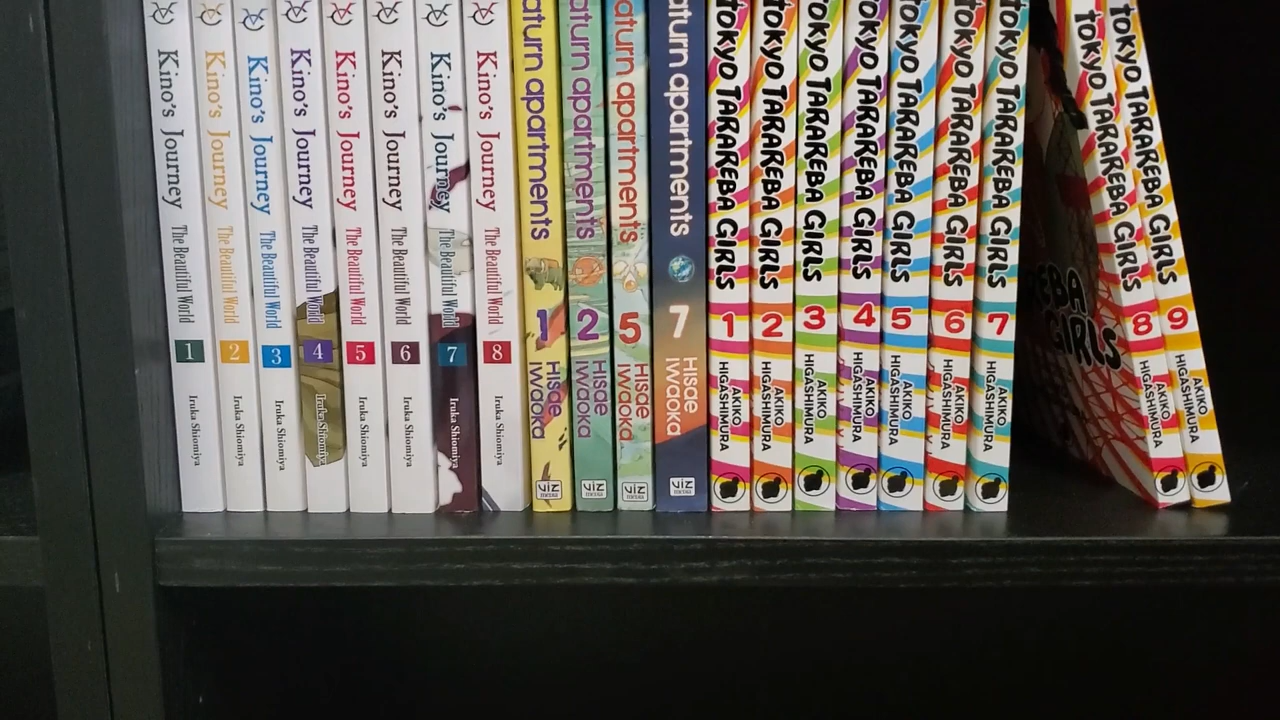 Kino's Journey The Beautiful World 1 Iruka Shiomiya
Kino's Journey The Beautiful World 2 Iruka Shiomiya
Kino's Journey The Beautiful World 3 Iruka Shiomiya
Kino's Journey The Beautiful World 4 Iruka Shiomiya
Kino's Journey The Beautiful World 5 Iruka Shiomiya
Kino's Journey The Beautiful World 6 Iruka Shiomiya
Kino's Journey The Beautiful World 7 Iruka Shiomiya
Kino's Journey The Beautiful World 8 Iruka Shiomiya
aturn apartments 1 Hisae Iwaoka VIZ media
aturn apartments 2 Hisae Iwaoka VIZ media
aturn apartments 5 Hisae Iwaoka VIZ media
aturn apartments 7 Hisae Iwaoka VIZ media
TOKYO TARAREBA GIRLS 1 AKIKO HIGASHIMURA
TOKYO TARAREBA GIRLS 2 AKIKO HIGASHIMURA
TOKYO TARAREBA GIRLS 3 AKIKO HIGASHIMURA
TOKYO TARAREBA GIRLS 4 AKIKO HIGASHIMURA
TOKYO TARAREBA GIRLS 5 AKIKO HIGASHIMURA
TOKYO TARAREBA GIRLS 6 AKIKO HIGASHIMURA
TOKYO TARAREBA GIRLS 7 AKIKO HIGASHIMURA
EBA
GIRLS
TOKYO TARAREBA GIRLS 8 AKIKO HIGASHIMURA
TOKYO TARAREBA GIRLS 9 AKIKO HIGASHIMURA